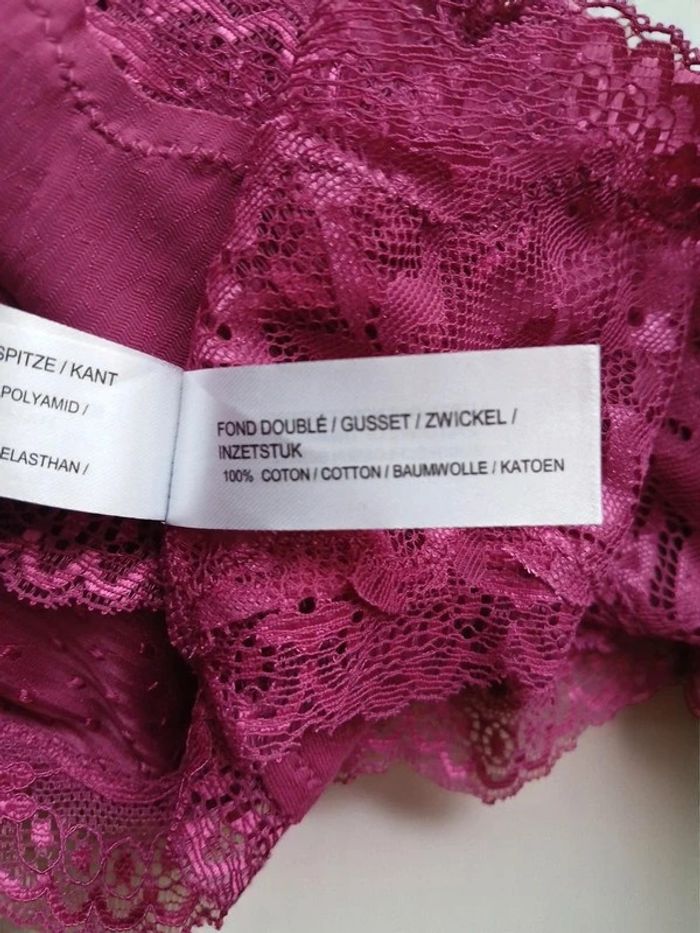 SPITZE / KANT
POLYAMID /
ELASTHAN /
FOND DOUBLÉ / GUSSET / ZWICKEL /
INZETSTUK
100% COTON / COTTON / BAUMWOLLE / KATOEN